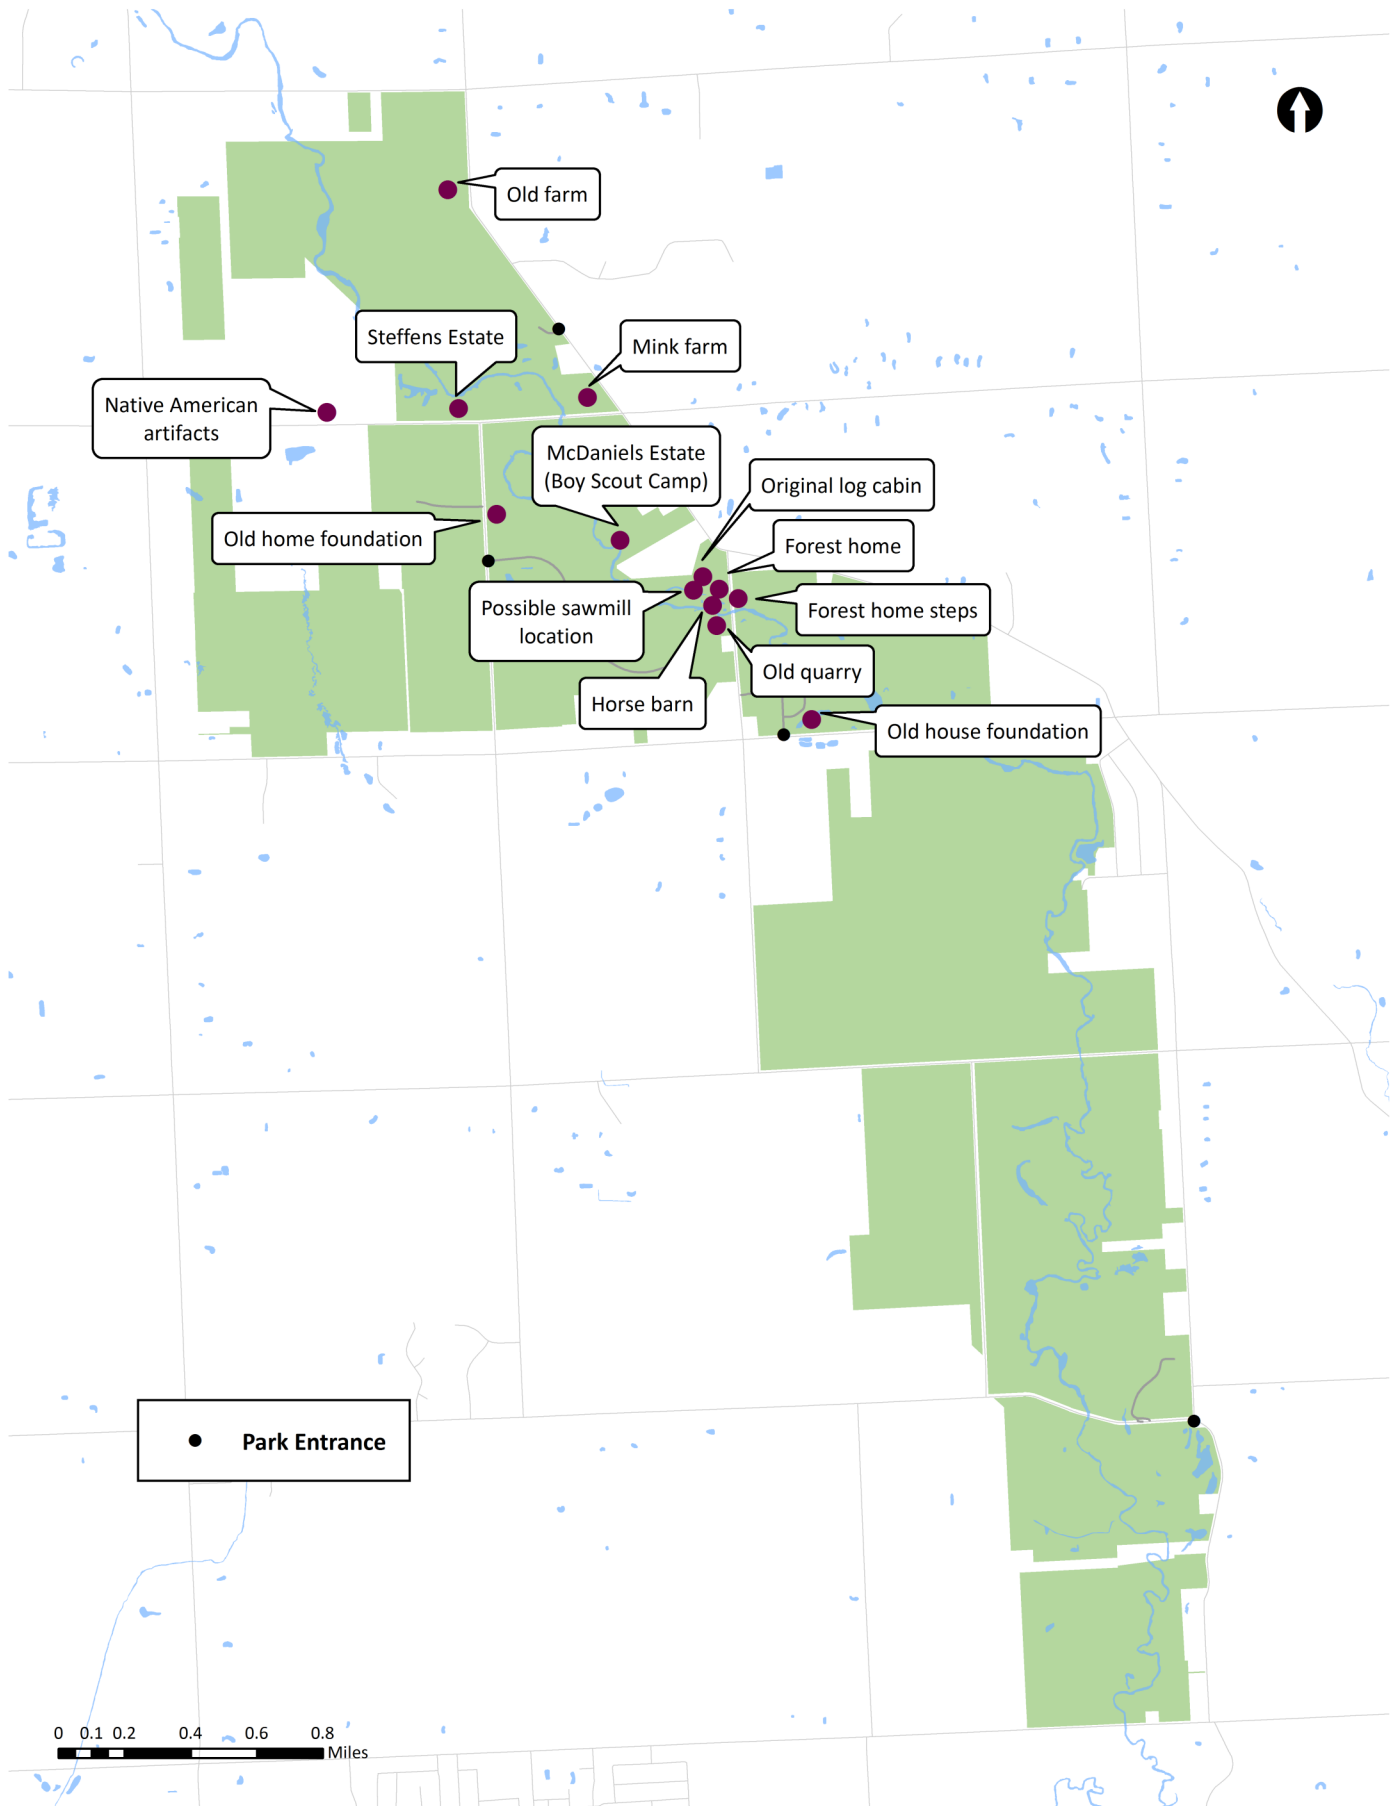 Old farm
Steffens Estate
Mink farm
Native American
artifacts
McDaniels Estate
(Boy Scout Camp)
Original log cabin
Old home foundation
Forest home
Possible sawmill
location
Forest home steps
Old quarry
Horse barn
Old house foundation
Park Entrance
0 0.1 0.2 0.4 0.6 0.8
Miles